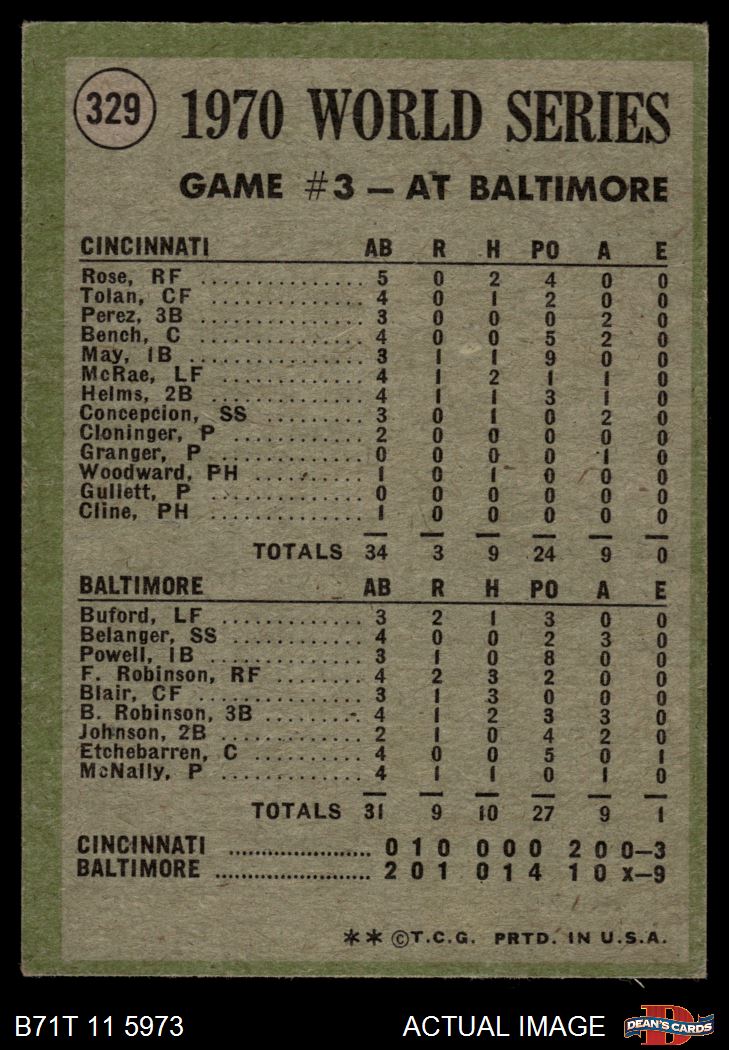 329
1970 WORLD SERIES
GAME #3 – AT BALTIMORE
CINCINNATI AB R H PO A E
Rose, RF .................. 5 0 2 4 0 0
Tolan, CF ................. 4 0 1 2 0 0
Perez, 3B ................. 3 0 0 0 2 0
Bench, C .................. 4 0 0 5 2 0
May, 1B ................... 3 1 1 9 0 0
McRae, LF ................. 4 1 2 1 1 0
Helms, 2B ................. 4 1 1 3 1 0
Concepcion, SS .......... 3 0 1 0 2 0
Cloninger, P .............. 2 0 0 0 0 0
Granger, P ................ 0 0 0 0 1 0
Woodward, PH ........... 1 0 1 0 0 0
Gullett, P ................ 0 0 0 0 0 0
Cline, PH ................. 1 0 0 0 0 0
TOTALS 34 3 9 24 9 0
BALTIMORE AB R H PO A E
Buford, LF ................ 3 2 1 3 0 0
Belanger, SS .............. 4 0 0 2 3 0
Powell, 1B ................ 3 1 0 8 0 0
F. Robinson, RF .......... 4 2 3 2 0 0
Blair, CF ................. 3 1 3 0 0 0
B. Robinson, 3B .......... 4 1 2 3 3 0
Johnson, 2B ............... 2 1 0 4 2 0
Etchebarren, C ............ 4 0 0 5 0 1
McNally, P ................ 4 1 1 0 1 0
TOTALS 31 9 10 27 9 1
CINCINNATI ..................... 0 1 0 0 0 0 2 0 0–3
BALTIMORE ....................... 2 0 1 0 1 4 1 0 x–9
** ©T.C.G. PRTD. IN U.S.A.
B71T 11 5973 ACTUAL IMAGE D DEAN'S CARDS